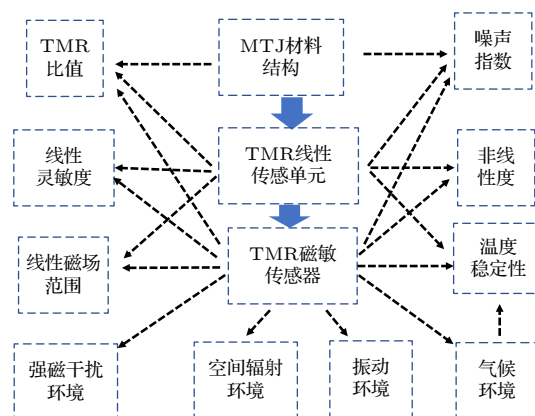 TMR
比值
MTJ材料
结构
噪声
指数
线性
灵敏度
TMR线性
传感单元
非线
性度
线性磁场
范围
TMR磁敏
传感器
温度
稳定性
强磁干扰
环境
空间辐射
环境
振动
环境
气候
环境